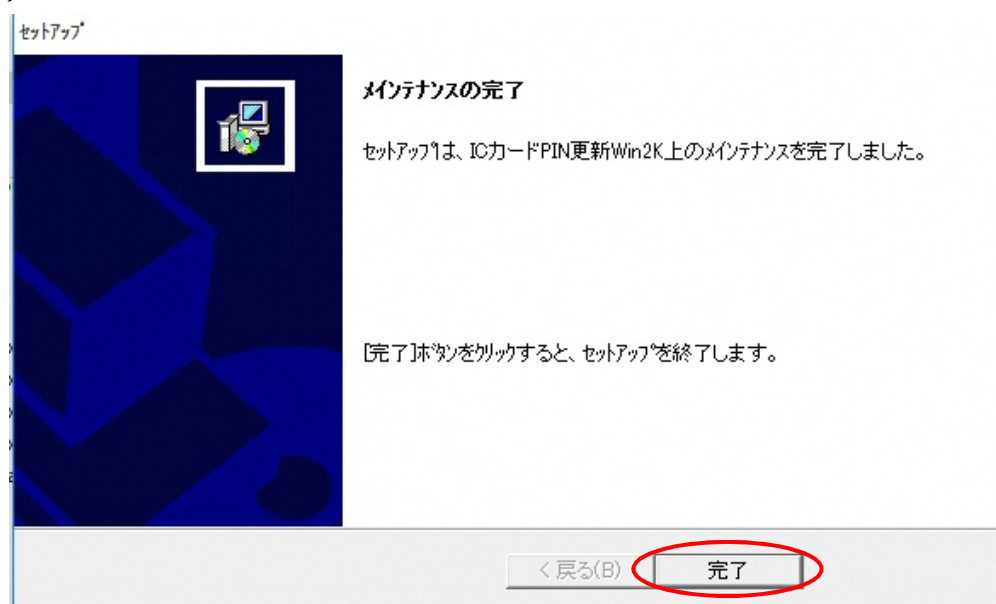 セットアップ
メインテナンスの完了
セットアップは、ICカードPIN更新Win2K上のメインテナンスを完了しました。
[完了]ボタンをクリックすると、セットアップを終了します。
< 戻る(B)
完了